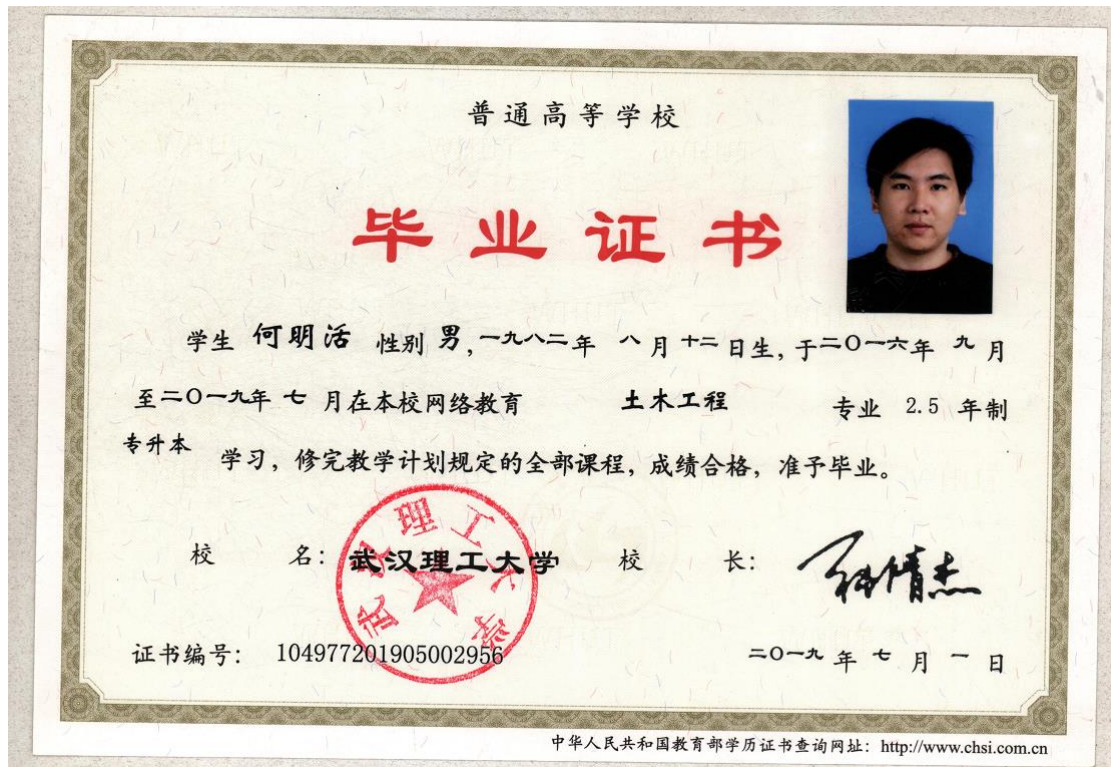 普通高等学校
毕业证书
学生 何明活 性别 男，一九八二年 八月十二日生，于二〇一六年 九月
至二〇一九年 七 月在本校网络教育 土木工程 专业 2.5 年制
专升本 学习，修完教学计划规定的全部课程，成绩合格，准予毕业。
校 名：武汉理工大学 校 长：
武汉理工大学
证书编号： 104977201905002956 二〇一九 年 七 月 一 日
中华人民共和国教育部学历证书查询网址：http://www.chsi.com.cn